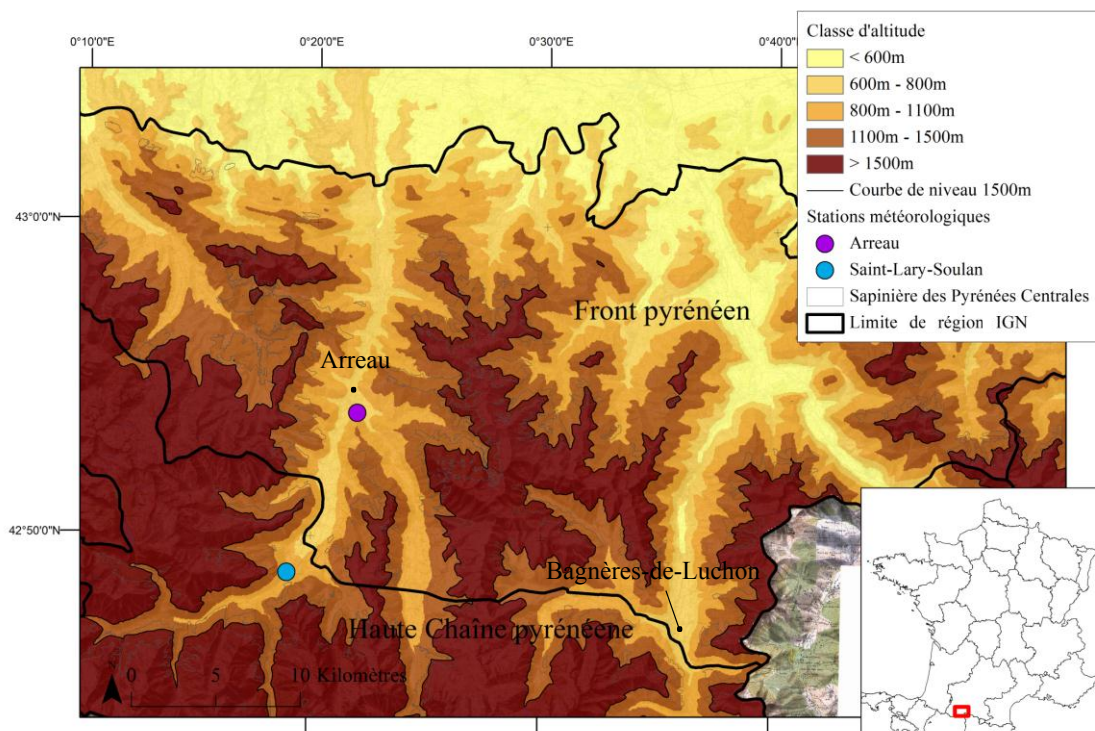 0°10'0"E
0°20'0"E
0°30'0"E
0°40'0"E
Classe d'altitude
< 600m
600m - 800m
800m - 1100m
1100m - 1500m
> 1500m
Courbe de niveau 1500m
Stations météorologiques
Arreau
Saint-Lary-Soulan
Sapinière des Pyrénées Centrales
Limite de région IGN
43°0'0"N
Front pyrénéen
Arreau
42°50'0"N
Bagnères-de-Luchon
Haute Chaîne pyrénéene
0 5 10 Kilomètres